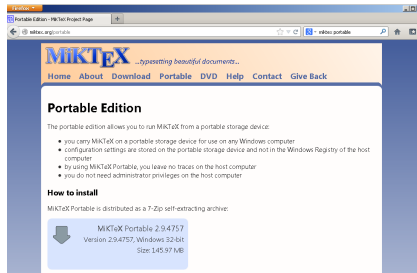 Firefox
Portable Edition - MiKTeX Project Page
miktex.org/portable
miktex portable
MiKTEX ...typesetting beautiful documents...
Home About Download Portable DVD Help Contact Give Back
Portable Edition
The portable edition allows you to run MiKTeX from a portable storage device:
• you carry MiKTeX on a portable storage device for use on any Windows computer
• configuration settings are stored on the portable storage device and not in the Windows Registry of the host
computer
• by using MiKTeX Portable, you leave no traces on the host computer
• you do not need administrator privileges on the host computer
How to install
MiKTeX Portable is distributed as a 7-Zip self-extracting archive:
MiKTeX Portable 2.9.4757
Version 2.9.4757, Windows 32-bit
Size: 145.97 MB